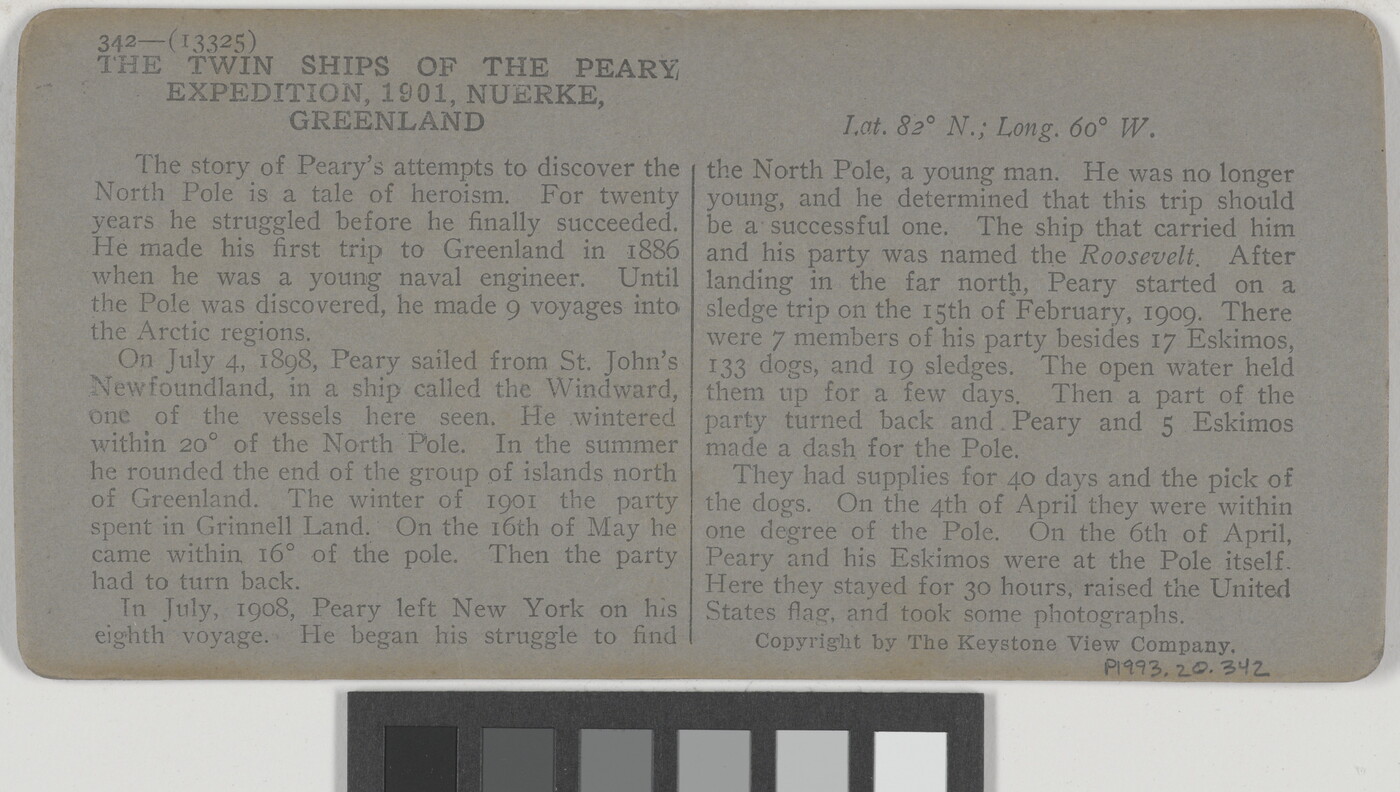 342—(13325)
THE TWIN SHIPS OF THE PEARY
EXPEDITION, 1901, NUERKE,
GREENLAND
Lat. 82° N.; Long. 60° W.
The story of Peary's attempts to discover the
North Pole is a tale of heroism. For twenty
years he struggled before he finally succeeded.
He made his first trip to Greenland in 1886
when he was a young naval engineer. Until
the Pole was discovered, he made 9 voyages into
the Arctic regions.
On July 4, 1898, Peary sailed from St. John's
Newfoundland, in a ship called the Windward,
one of the vessels here seen. He wintered
within 20° of the North Pole. In the summer
he rounded the end of the group of islands north
of Greenland. The winter of 1901 the party
spent in Grinnell Land. On the 16th of May he
came within 16° of the pole. Then the party
had to turn back.
In July, 1908, Peary left New York on his
eighth voyage. He began his struggle to find
the North Pole, a young man. He was no longer
young, and he determined that this trip should
be a successful one. The ship that carried him
and his party was named the Roosevelt. After
landing in the far north, Peary started on a
sledge trip on the 15th of February, 1909. There
were 7 members of his party besides 17 Eskimos,
133 dogs, and 19 sledges. The open water held
them up for a few days. Then a part of the
party turned back and Peary and 5 Eskimos
made a dash for the Pole.
They had supplies for 40 days and the pick of
the dogs. On the 4th of April they were within
one degree of the Pole. On the 6th of April,
Peary and his Eskimos were at the Pole itself.
Here they stayed for 30 hours, raised the United
States flag, and took some photographs.
Copyright by The Keystone View Company.
P1993.20.342